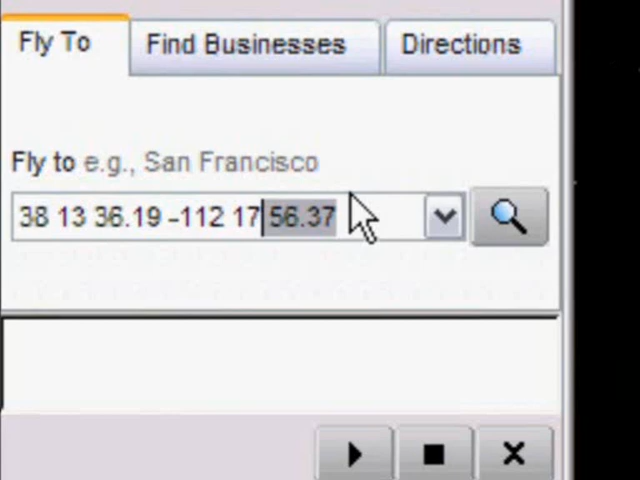 Fly To Find Businesses Directions
Fly to e.g., San Francisco
38 13 36.19 -112 17 56.37